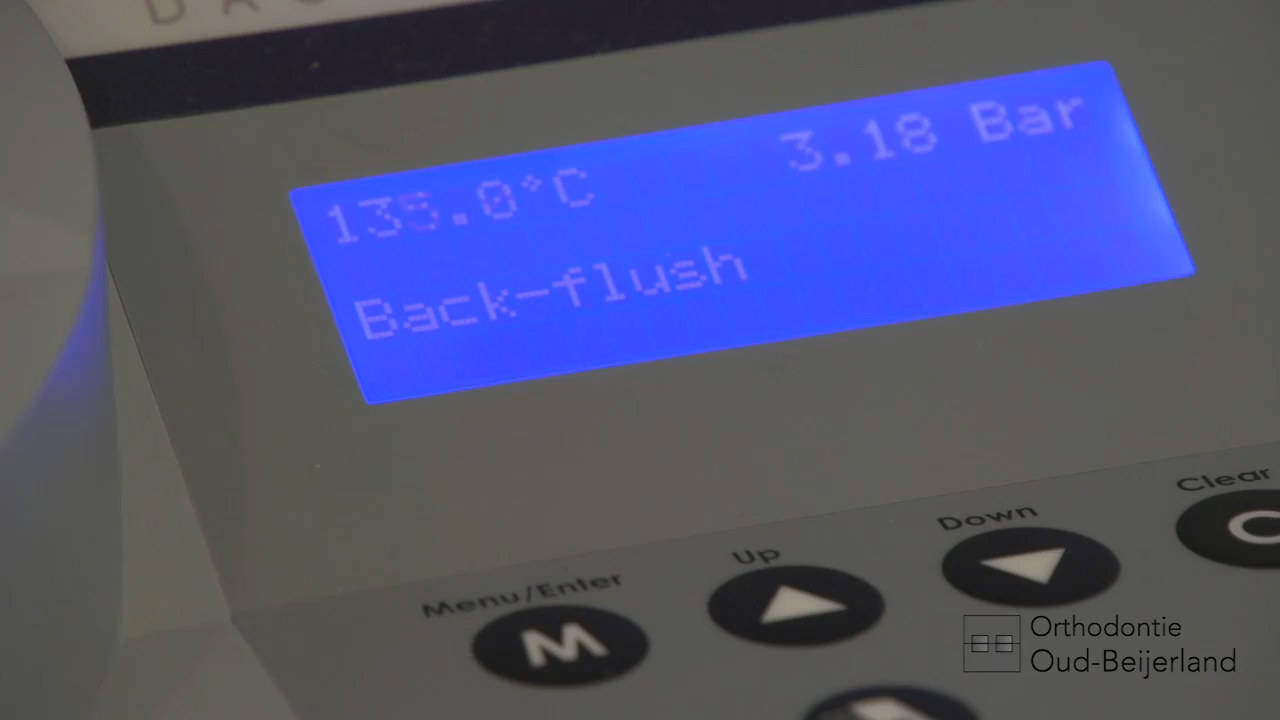 135.0°C 3.18 Bar
Back-flush
Menu/Enter Up Down Clear
M C
Orthodontie
Oud-Beijerland